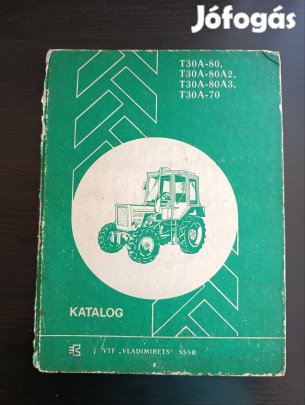 Jófogás
T30A-80,
T30A-80A2,
T30A-80A3,
T30A-70
KATALOG
VTF „VLADIMIRETS" SSSR